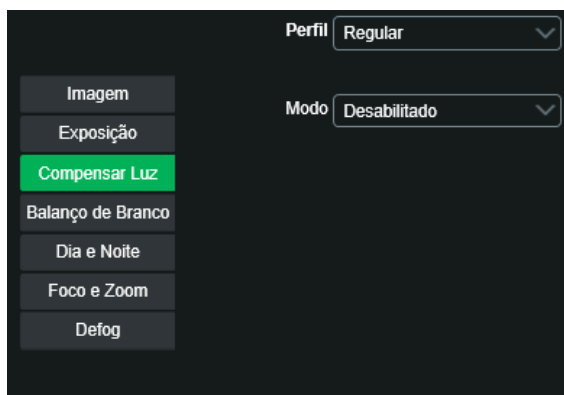 Perfil Regular
Imagem
Modo Desabilitado
Exposição
Compensar Luz
Balanço de Branco
Dia e Noite
Foco e Zoom
Defog